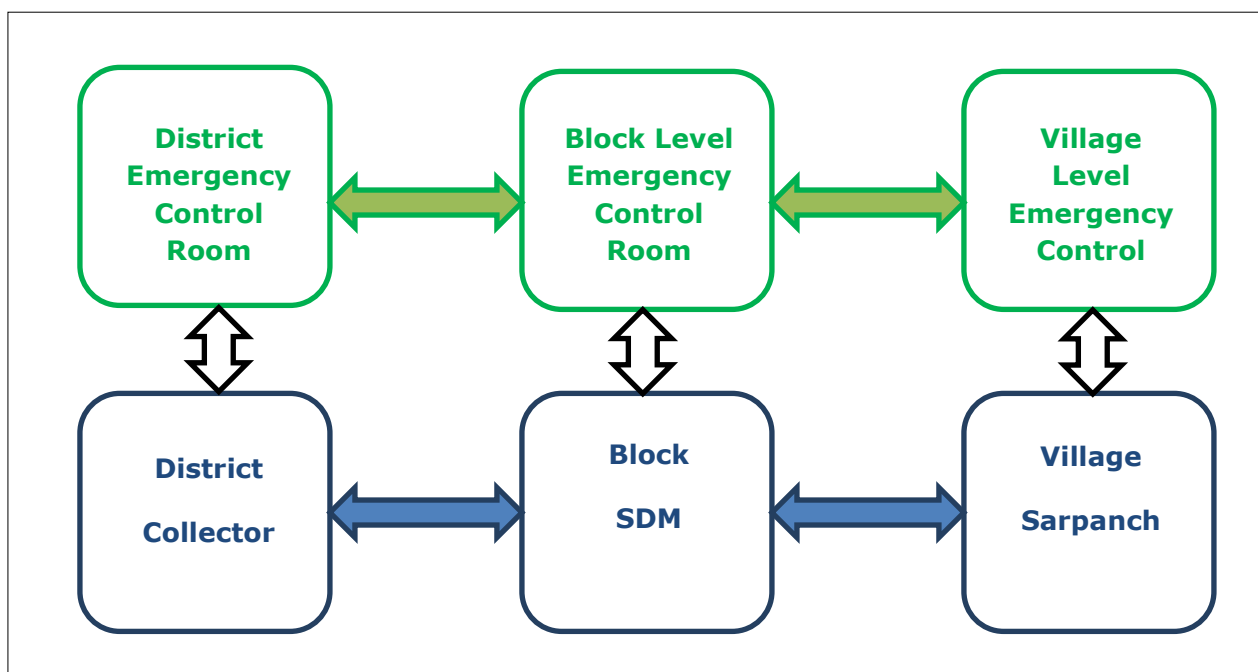 District
Emergency
Control
Room
Block Level
Emergency
Control
Room
Village
Level
Emergency
Control
District
Collector
Block
SDM
Village
Sarpanch